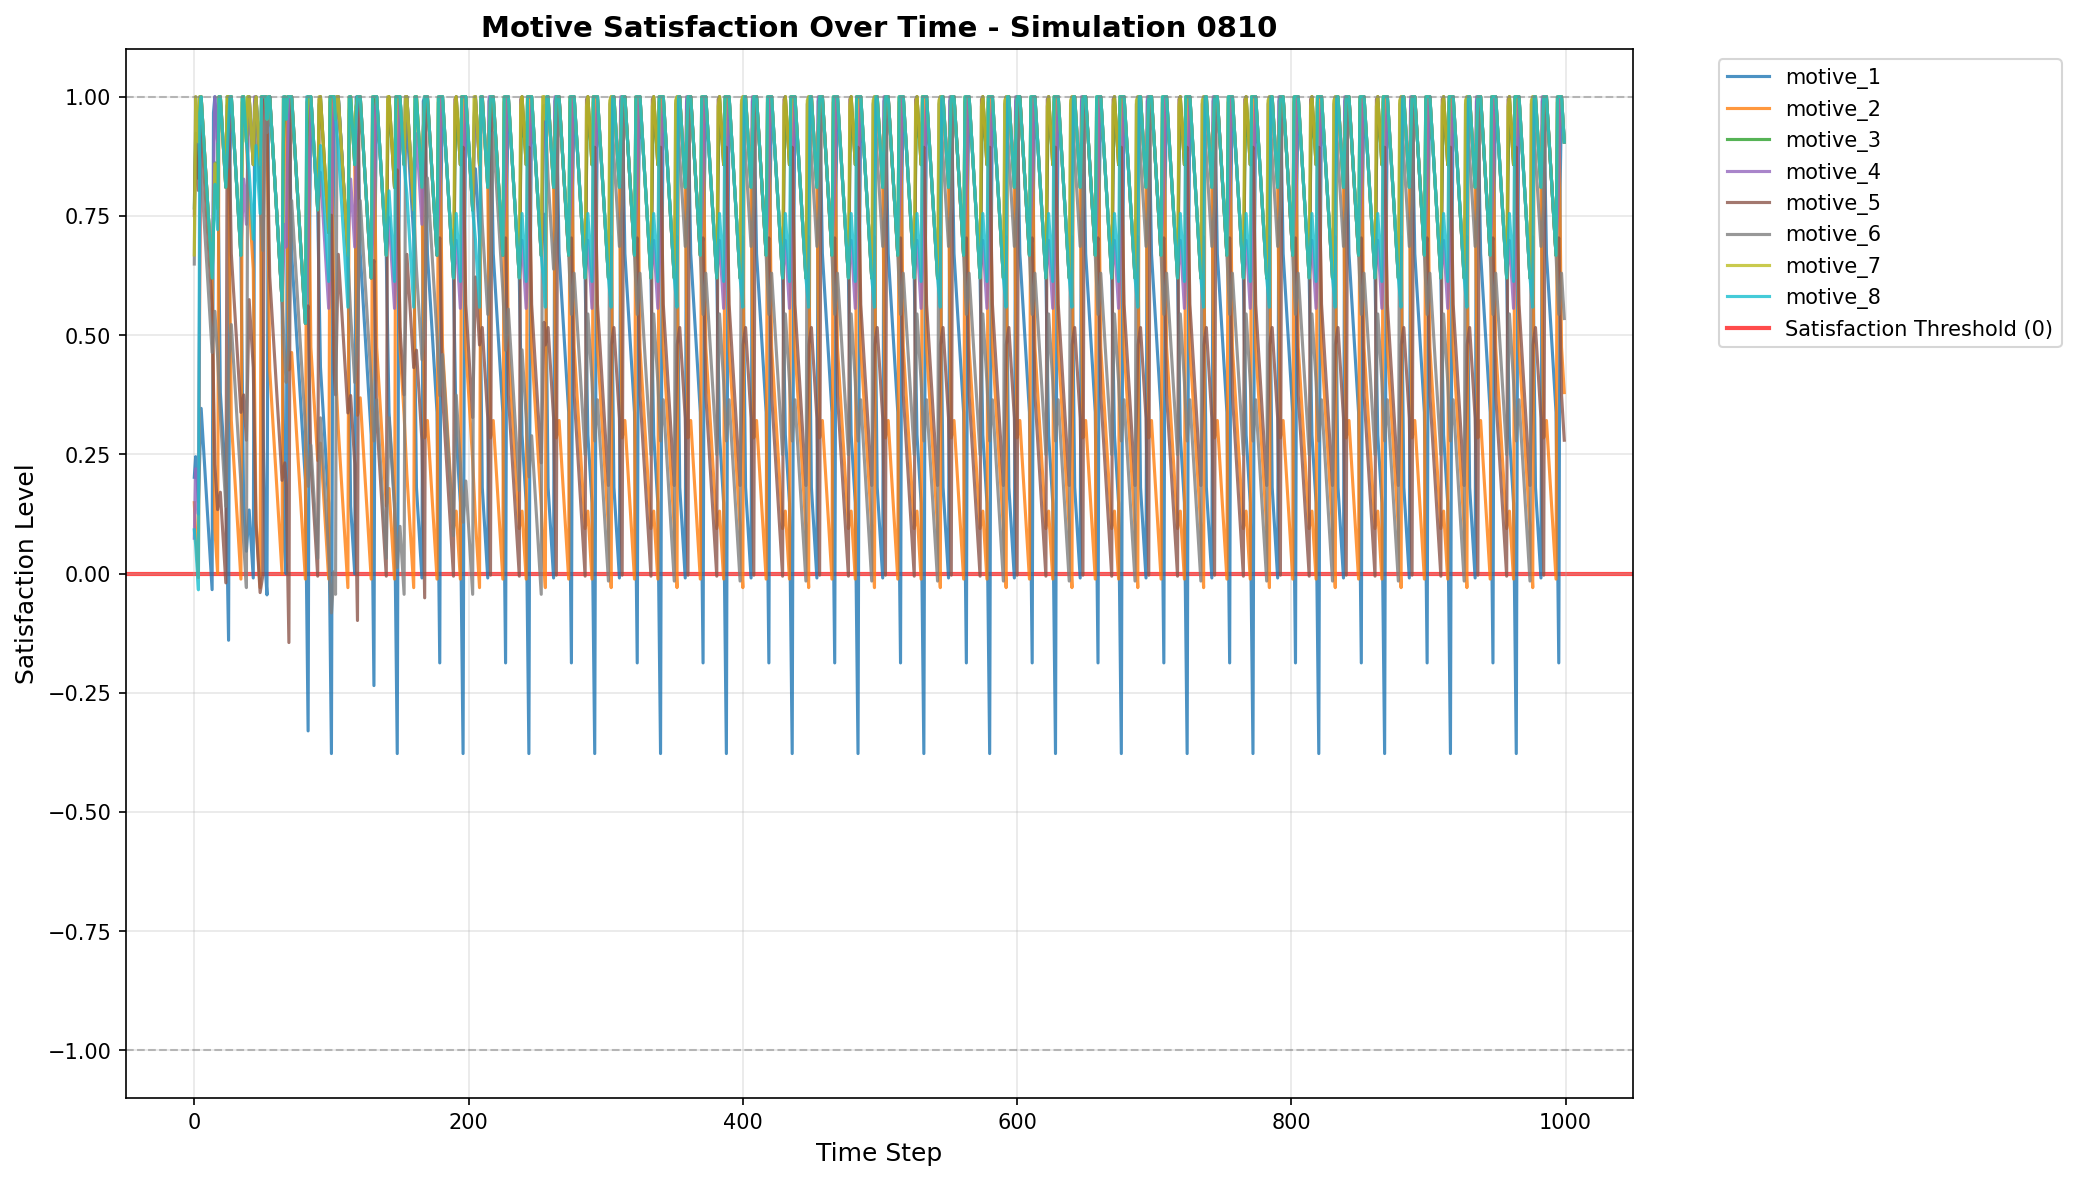 Motive Satisfaction Over Time - Simulation 0810
Satisfaction Level
1.00
0.75
0.50
0.25
0.00
−0.25
−0.50
−0.75
−1.00
0
200
400
600
800
1000
Time Step
motive_1
motive_2
motive_3
motive_4
motive_5
motive_6
motive_7
motive_8
Satisfaction Threshold (0)